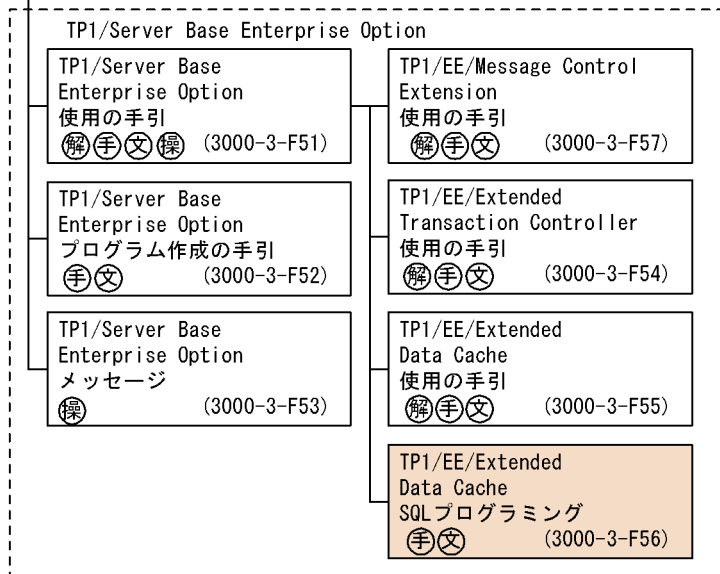 TP1/Server Base Enterprise Option
TP1/Server Base
Enterprise Option
使用の手引
解手文操 (3000-3-F51)
TP1/Server Base
Enterprise Option
プログラム作成の手引
手文 (3000-3-F52)
TP1/Server Base
Enterprise Option
メッセージ
操 (3000-3-F53)
TP1/EE/Message Control
Extension
使用の手引
解手文 (3000-3-F57)
TP1/EE/Extended
Transaction Controller
使用の手引
解手文 (3000-3-F54)
TP1/EE/Extended
Data Cache
使用の手引
解手文 (3000-3-F55)
TP1/EE/Extended
Data Cache
SQLプログラミング
手文 (3000-3-F56)